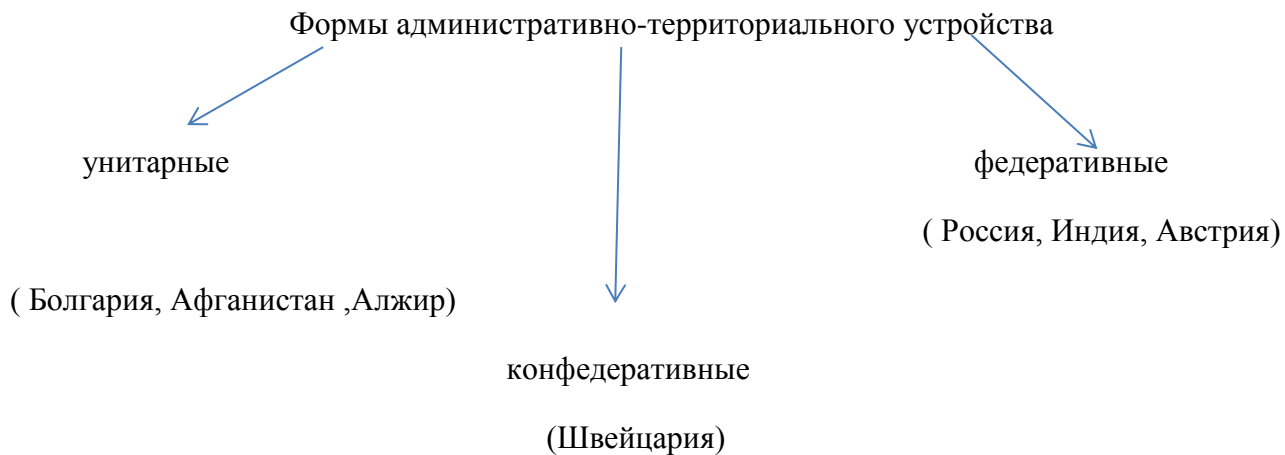 Формы административно-территориального устройства
унитарные
федеративные
( Россия, Индия, Австрия)
( Болгария, Афганистан ,Алжир)
конфедеративные
(Швейцария)